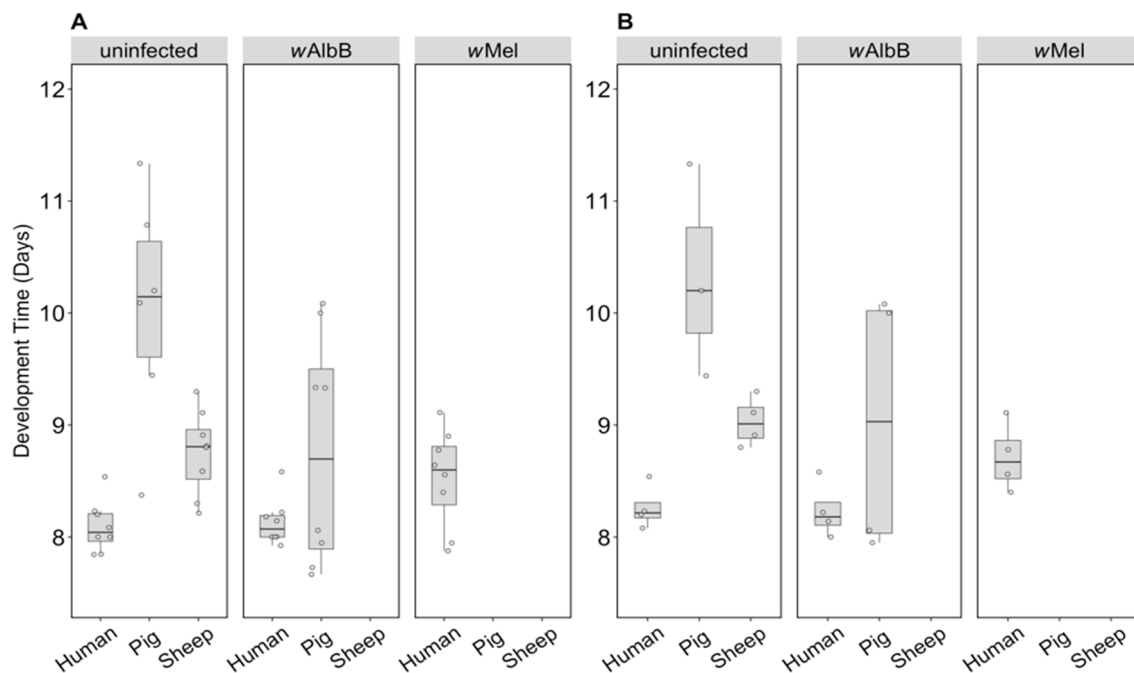 A
B
uninfected
wAlbB
wMel
uninfected
wAlbB
wMel
Development Time (Days)
12
11
10
9
8
12
11
10
9
8
Human
Pig
Sheep
Human
Pig
Sheep
Human
Pig
Sheep
Human
Pig
Sheep
Human
Pig
Sheep
Human
Pig
Sheep